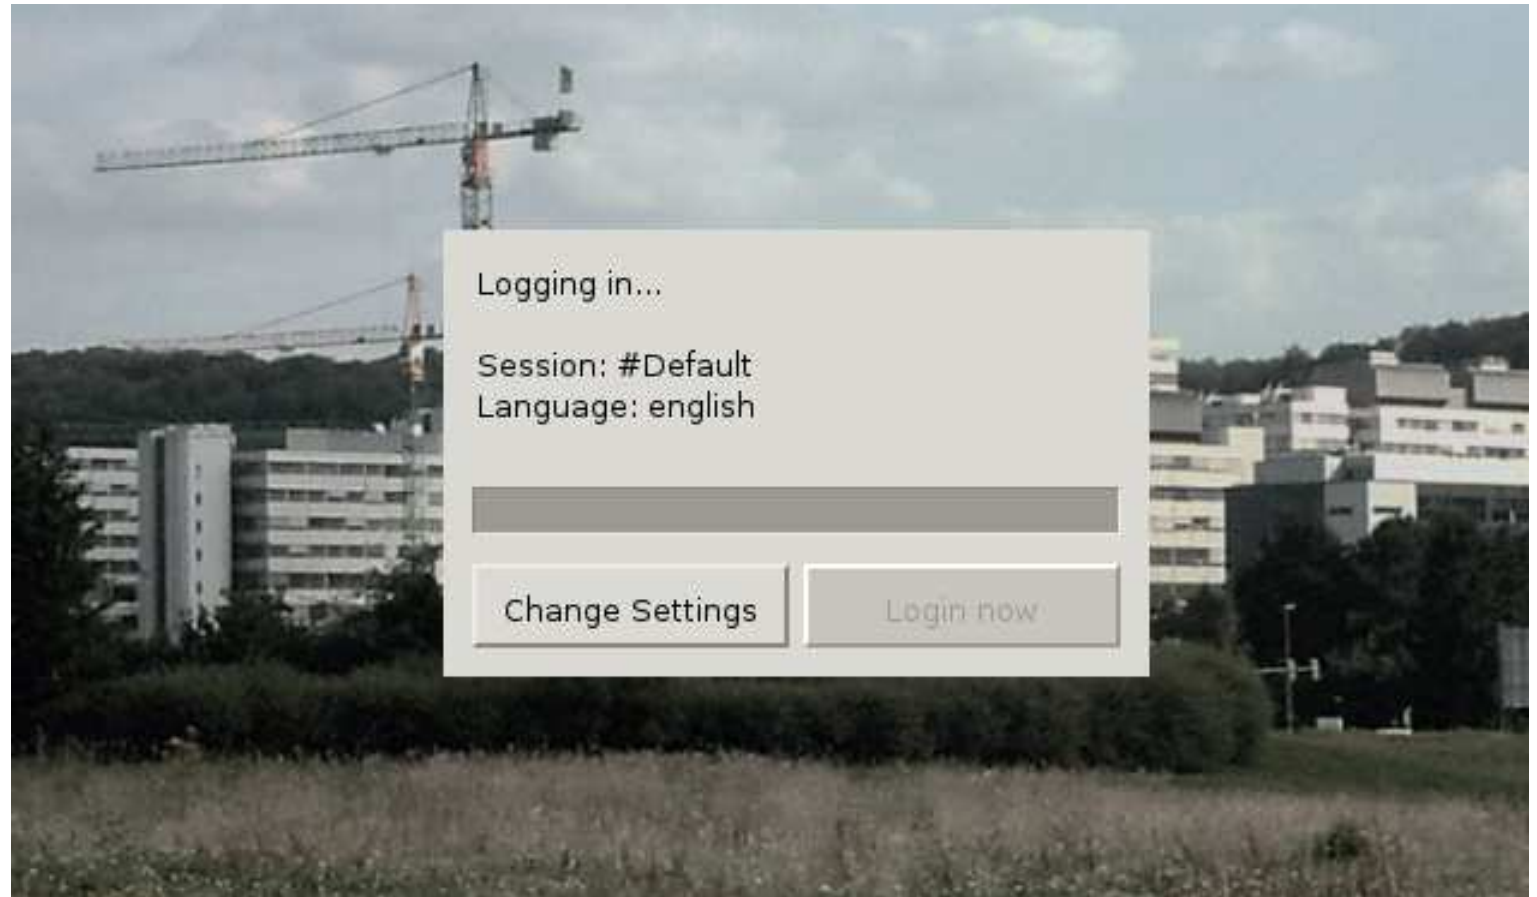 Logging in...
Session: #Default
Language: english
Change Settings
Login now